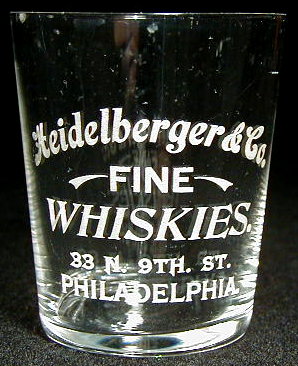 Heidelberger & Co.
FINE
WHISKIES.
33 N. 9TH. ST.
PHILADELPHIA.